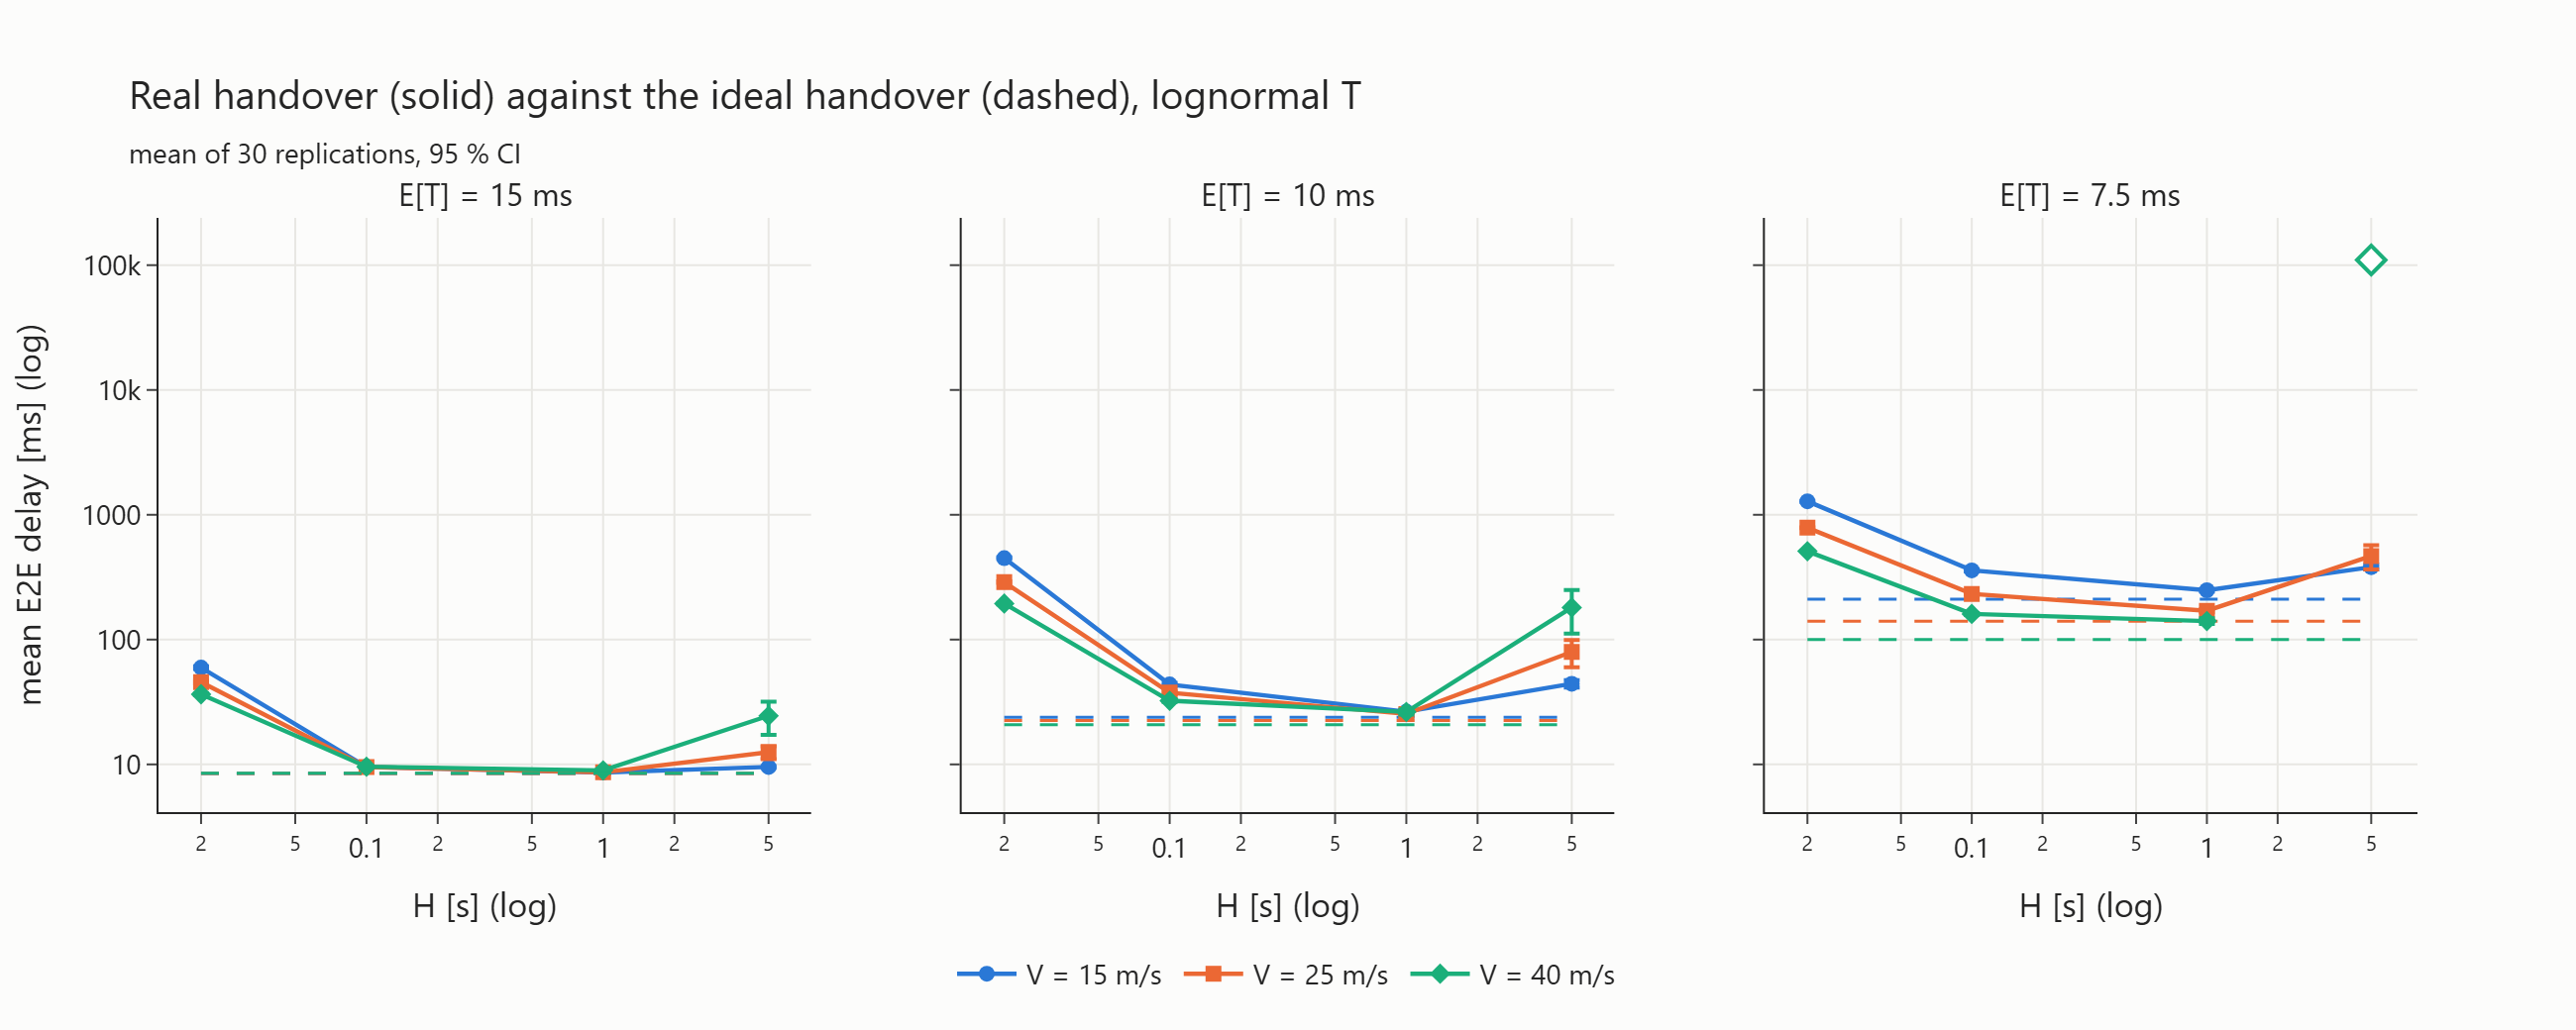 Real handover (solid) against the ideal handover (dashed), lognormal T
mean of 30 replications, 95 % CI
E[T] = 15 ms
E[T] = 10 ms
E[T] = 7.5 ms
mean E2E delay [ms] (log)
100k
10k
1000
100
10
2 5 0.1 2 5 1 2 5
2 5 0.1 2 5 1 2 5
2 5 0.1 2 5 1 2 5
H [s] (log)
H [s] (log)
H [s] (log)
V = 15 m/s V = 25 m/s V = 40 m/s